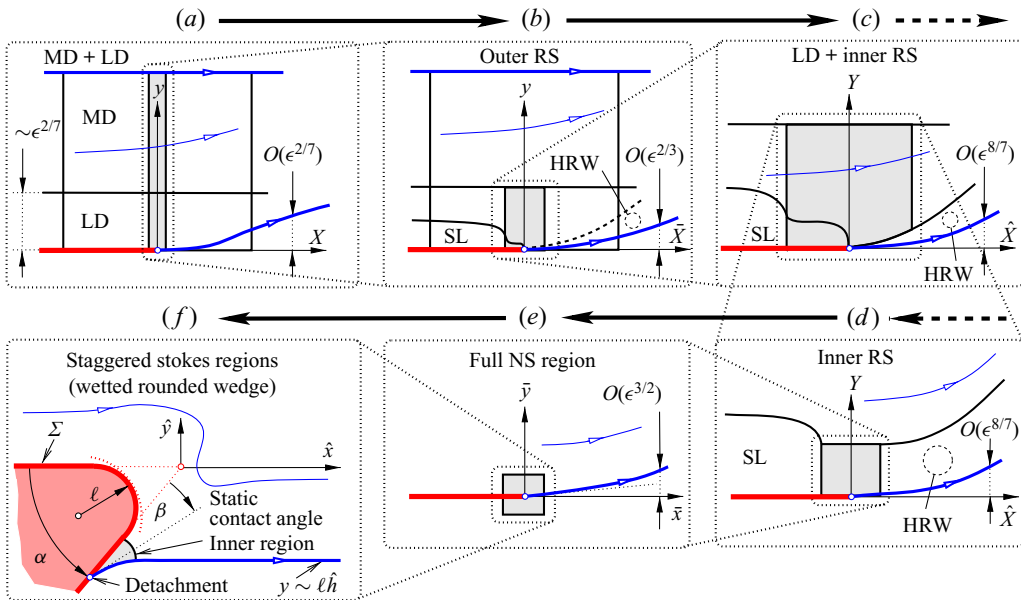 (a)
(b)
(c)
MD + LD
y
MD
~ϵ^{2/7}
O(ϵ^{2/7})
LD
X
Outer RS
y
O(ϵ^{2/3})
HRW
SL
X̄
LD + inner RS
Y
O(ϵ^{8/7})
SL
X̂
HRW
(f)
(e)
(d)
Staggered stokes regions
(wetted rounded wedge)
ŷ
Σ
x̂
ℓ
Static
contact angle
β
Inner region
α
Detachment
y ∼ ℓĥ
Full NS region
ȳ
O(ϵ^{3/2})
x̄
Inner RS
Y
O(ϵ^{8/7})
SL
HRW
X̂